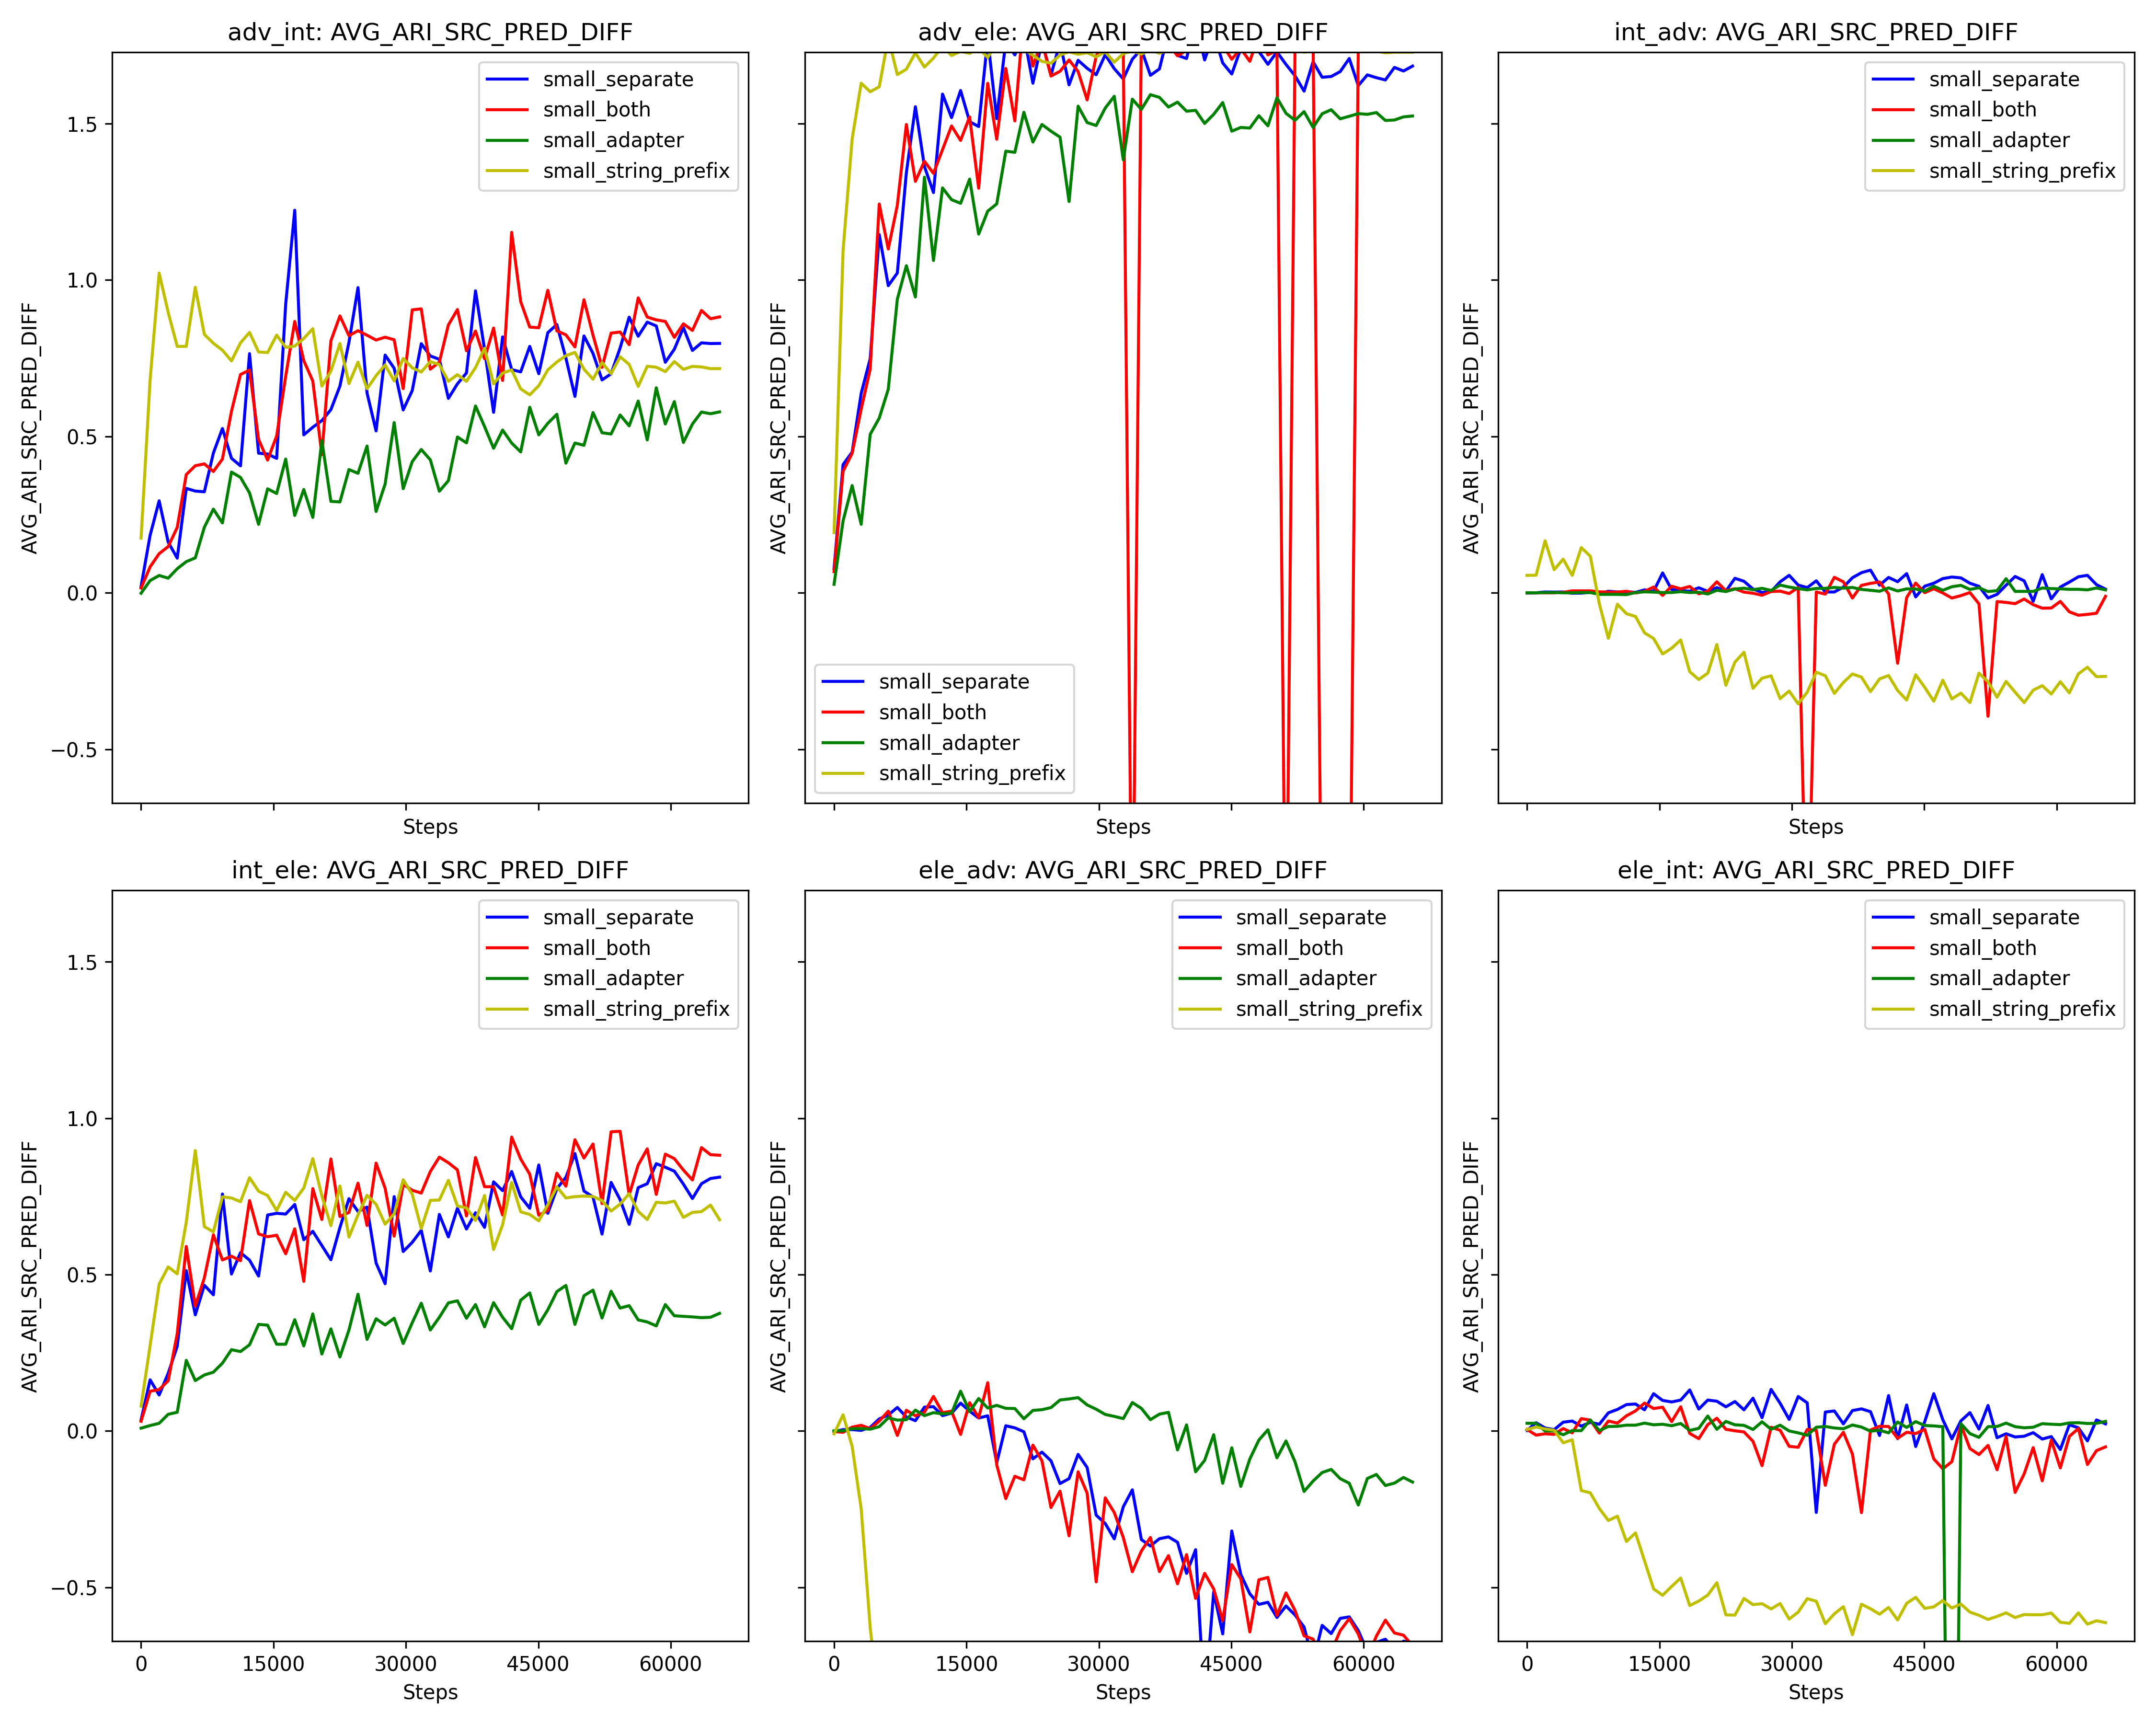 adv_int: AVG_ARI_SRC_PRED_DIFF
AVG_ARI_SRC_PRED_DIFF
1.5
1.0
0.5
0.0
−0.5
small_separate
small_both
small_adapter
small_string_prefix
Steps
adv_ele: AVG_ARI_SRC_PRED_DIFF
AVG_ARI_SRC_PRED_DIFF
small_separate
small_both
small_adapter
small_string_prefix
Steps
int_adv: AVG_ARI_SRC_PRED_DIFF
AVG_ARI_SRC_PRED_DIFF
small_separate
small_both
small_adapter
small_string_prefix
Steps
int_ele: AVG_ARI_SRC_PRED_DIFF
AVG_ARI_SRC_PRED_DIFF
1.5
1.0
0.5
0.0
−0.5
small_separate
small_both
small_adapter
small_string_prefix
0 15000 30000 45000 60000
Steps
ele_adv: AVG_ARI_SRC_PRED_DIFF
AVG_ARI_SRC_PRED_DIFF
small_separate
small_both
small_adapter
small_string_prefix
0 15000 30000 45000 60000
Steps
ele_int: AVG_ARI_SRC_PRED_DIFF
AVG_ARI_SRC_PRED_DIFF
small_separate
small_both
small_adapter
small_string_prefix
0 15000 30000 45000 60000
Steps